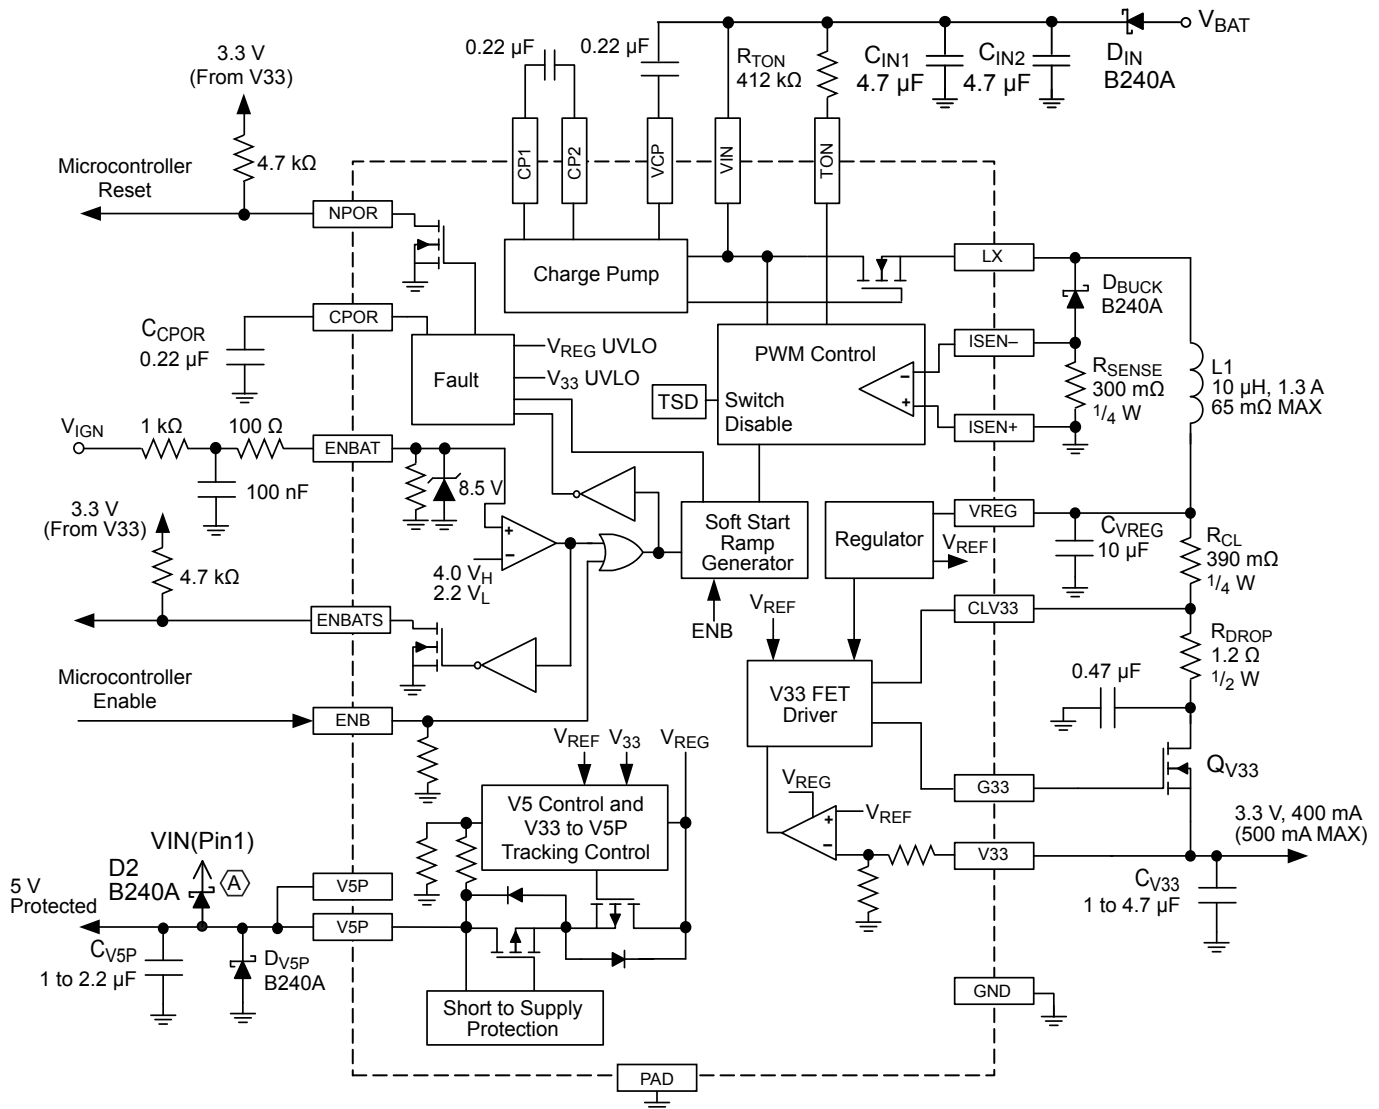 V_BAT
0.22 µF
0.22 µF
R_TON
412 kΩ
C_IN1
4.7 µF
C_IN2
4.7 µF
D_IN
B240A
3.3 V
(From V33)
4.7 kΩ
Microcontroller
Reset
CP1
CP2
VCP
VIN
TON
NPOR
Charge Pump
LX
D_BUCK
B240A
C_CPOR
0.22 µF
CPOR
Fault
V_REG UVLO
V_33 UVLO
TSD
PWM Control
Switch
Disable
–
+
ISEN–
ISEN+
R_SENSE
300 mΩ
1/4 W
L1
10 µH, 1.3 A
65 mΩ MAX
V_IGN
1 kΩ
100 Ω
100 nF
ENBAT
8.5 V
+
–
4.0 V_H
2.2 V_L
3.3 V
(From V33)
4.7 kΩ
Soft Start
Ramp
Generator
ENB
Regulator
V_REF
VREG
C_VREG
10 µF
R_CL
390 mΩ
1/4 W
ENBATS
V_REF
CLV33
R_DROP
1.2 Ω
1/2 W
Microcontroller
Enable
ENB
V33 FET
Driver
0.47 µF
G33
Q_V33
V_REF
V_33
V_REG
V5 Control and
V33 to V5P
Tracking Control
V_REG
+
–
V_REF
V33
3.3 V, 400 mA
(500 mA MAX)
C_V33
1 to 4.7 µF
VIN(Pin1)
D2
B240A
A
5 V
Protected
V5P
V5P
C_V5P
1 to 2.2 µF
D_V5P
B240A
Short to Supply
Protection
GND
PAD